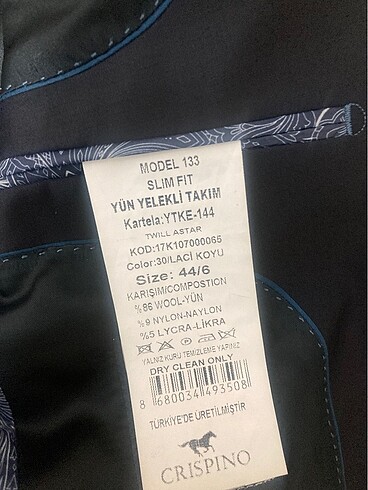 MODEL 133
SLIM FIT
YÜN YELEKLİ TAKIM
Kartela:YTKE-144
TWILL ASTAR
KOD:17K107000065
Color:30/LACİ KOYU
Size: 44/6
KARIŞIM/COMPOSTION
%86 WOOL-YÜN
%9 NYLON-NAYLON
%5 LYCRA-LİKRA
YALNIZ KURU TEMİZLEME YAPINIZ
DRY CLEAN ONLY
8 680034 493508
TÜRKİYE'DE ÜRETİLMİŞTİR
CRISPINO